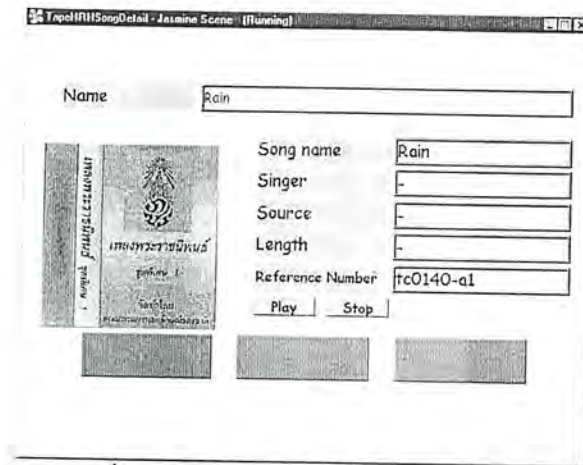 TapeHRHSongDetail - Jasmine Scene (Running)
Name Rain
Song name Rain
Singer -
Source -
Length -
Reference Number tc0140-a1
Play Stop
เพลงพระราชนิพนธ์